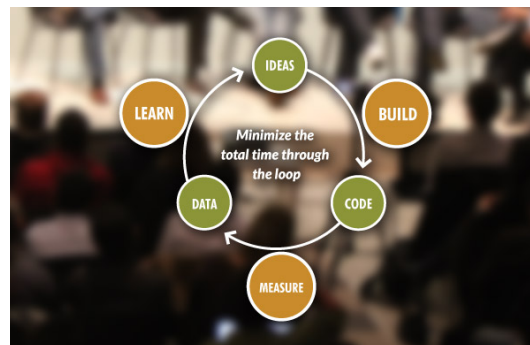 IDEAS
LEARN
BUILD
Minimize the
total time through
the loop
DATA
CODE
MEASURE